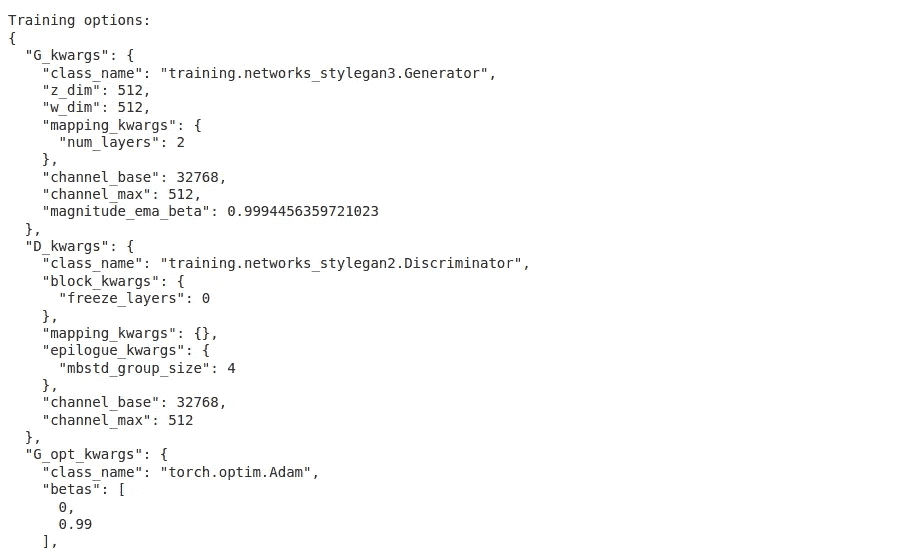 Training options:
{
  "G_kwargs": {
    "class_name": "training.networks_stylegan3.Generator",
    "z_dim": 512,
    "w_dim": 512,
    "mapping_kwargs": {
      "num_layers": 2
    },
    "channel_base": 32768,
    "channel_max": 512,
    "magnitude_ema_beta": 0.9994456359721023
  },
  "D_kwargs": {
    "class_name": "training.networks_stylegan2.Discriminator",
    "block_kwargs": {
      "freeze_layers": 0
    },
    "mapping_kwargs": {},
    "epilogue_kwargs": {
      "mbstd_group_size": 4
    },
    "channel_base": 32768,
    "channel_max": 512
  },
  "G_opt_kwargs": {
    "class_name": "torch.optim.Adam",
    "betas": [
      0,
      0.99
    ],